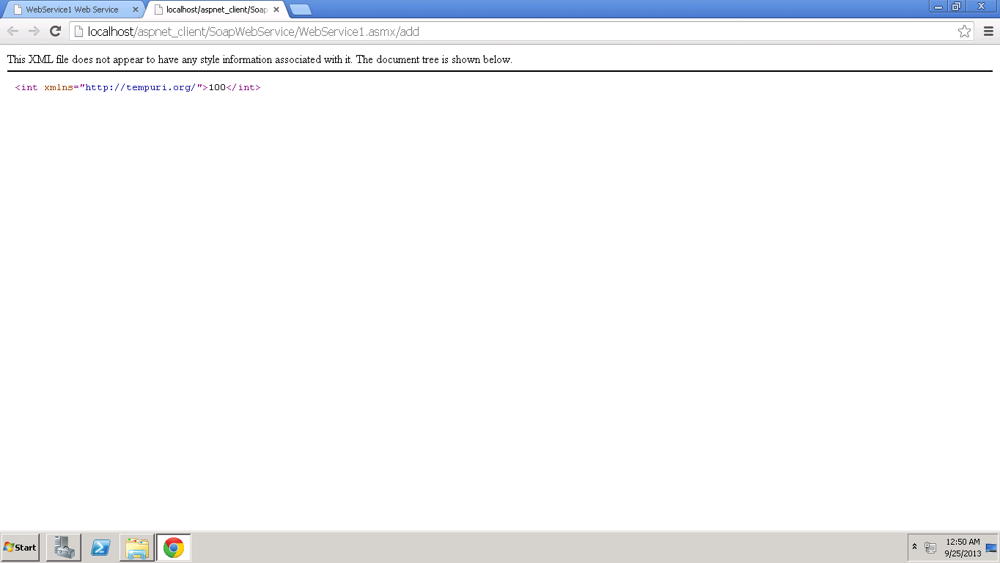 WebService1 Web Service
localhost/aspnet_client/Soap
localhost/aspnet_client/SoapWebService/WebService1.asmx/add
This XML file does not appear to have any style information associated with it. The document tree is shown below.
<int xmlns="http://tempuri.org/">100</int>
Start
12:50 AM
9/25/2013